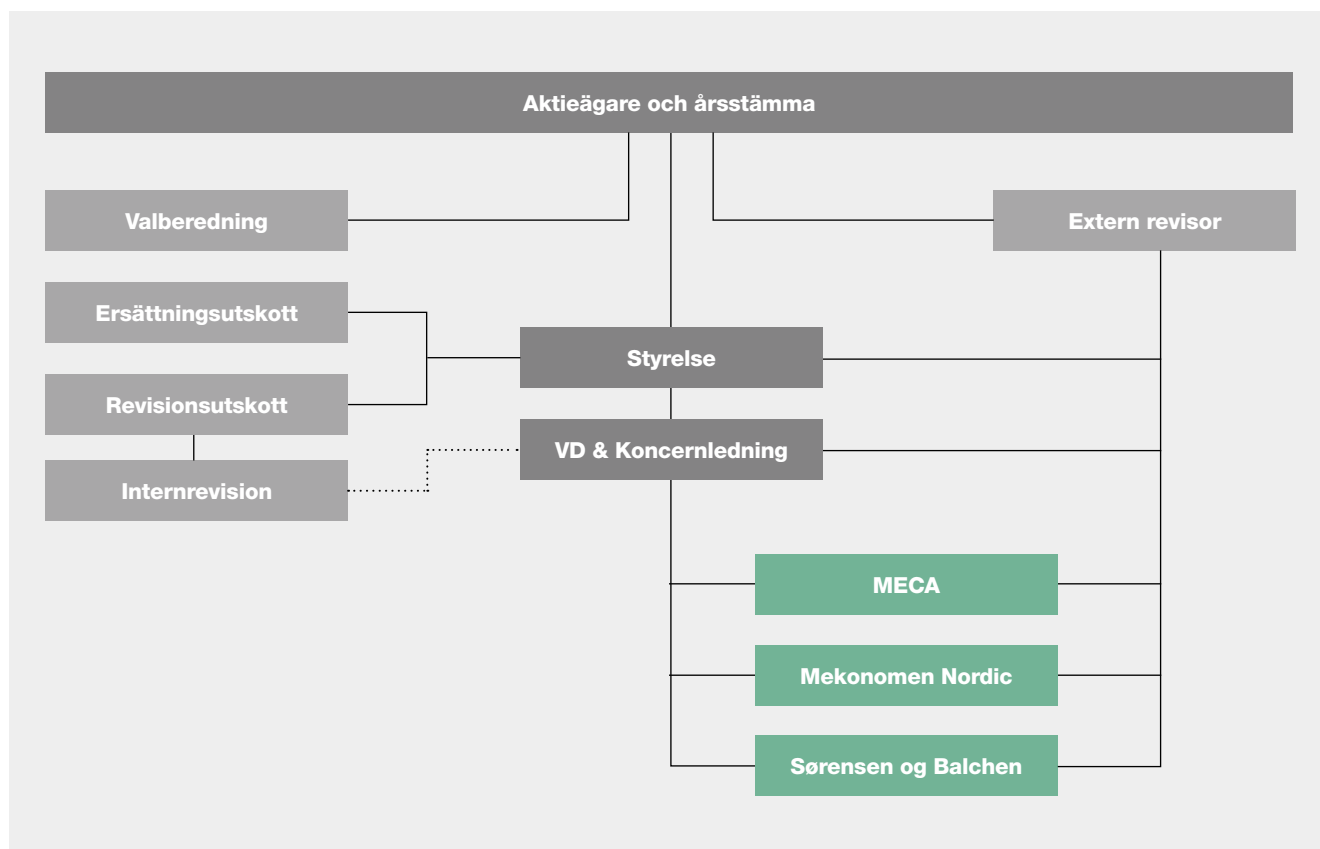 Aktieägare och årsstämma
Valberedning
Extern revisor
Ersättningsutskott
Styrelse
Revisionsutskott
VD & Koncernledning
Internrevision
MECA
Mekonomen Nordic
Sørensen og Balchen